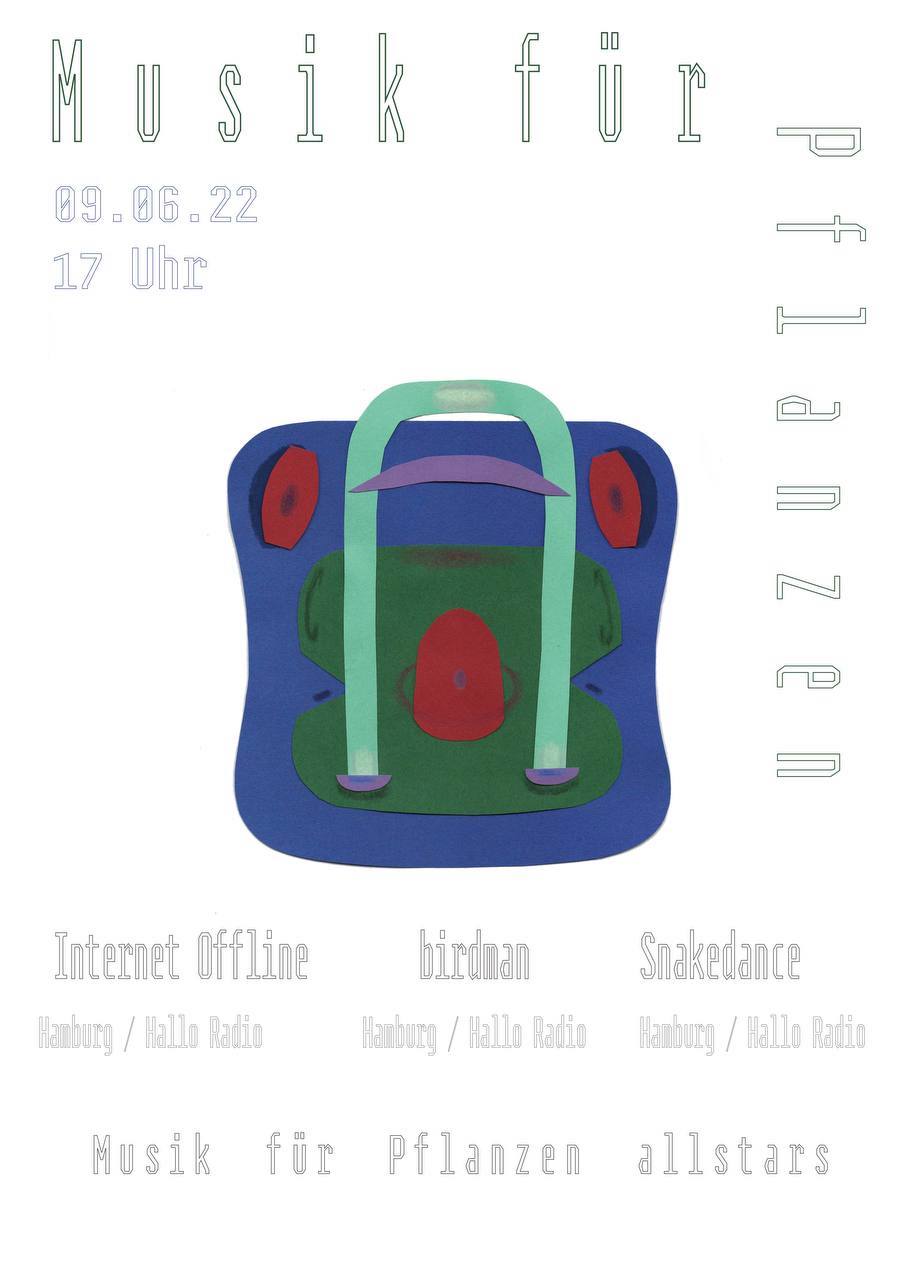 Musik für
Pflanzen
09.06.22
17 Uhr
Internet Offline
birdman
Snakedance
Hamburg / Hallo Radio
Hamburg / Hallo Radio
Hamburg / Hallo Radio
Musik für Pflanzen allstars